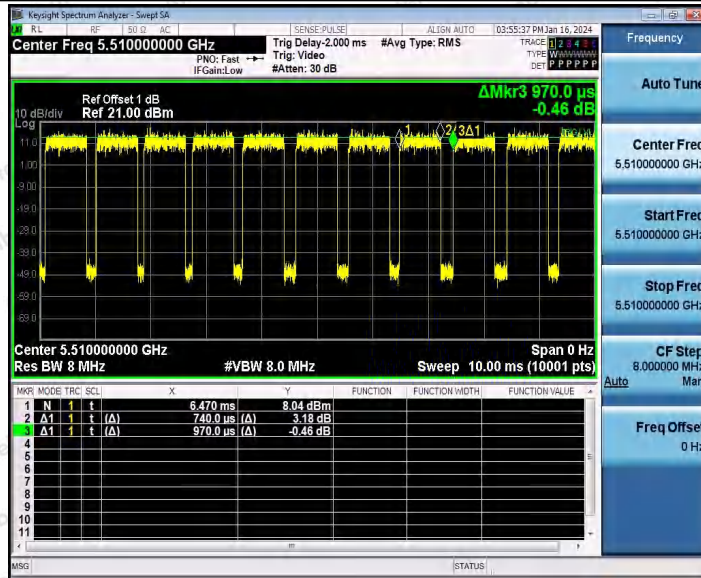 Keysight Spectrum Analyzer - Swept SA
RL RF 50 Ω AC SENSE:PULSE ALIGN AUTO 03:55:37 PM Jan 16, 2024
Center Freq 5.510000000 GHz
PNO: Fast
IFGain:Low
Trig Delay-2.000 ms
Trig: Video
#Atten: 30 dB
#Avg Type: RMS
TRACE 1 2 3 4 5 6
TYPE WWWWWW
DET P P P P P P
Frequency
Auto Tune
Center Freq
5.510000000 GHz
Start Freq
5.510000000 GHz
Stop Freq
5.510000000 GHz
CF Step
8.000000 MHz
Auto Man
Freq Offset
0 Hz
ΔMkr3 970.0 µs
-0.46 dB
10 dB/div
Log
Ref Offset 1 dB
Ref 21.00 dBm
11.0
1.00
-9.00
-19.0
-29.0
-39.0
-49.0
-59.0
-69.0
1 2 3Δ1
Center 5.510000000 GHz Span 0 Hz
Res BW 8 MHz #VBW 8.0 MHz Sweep 10.00 ms (10001 pts)
MKR MODE TRC SCL X Y FUNCTION FUNCTION WIDTH FUNCTION VALUE
1 N 1 t 6.470 ms 8.04 dBm
2 Δ1 1 t (Δ) 740.0 µs (Δ) 3.18 dB
3 Δ1 1 t (Δ) 970.0 µs (Δ) -0.46 dB
4
5
6
7
8
9
10
11
MSG STATUS